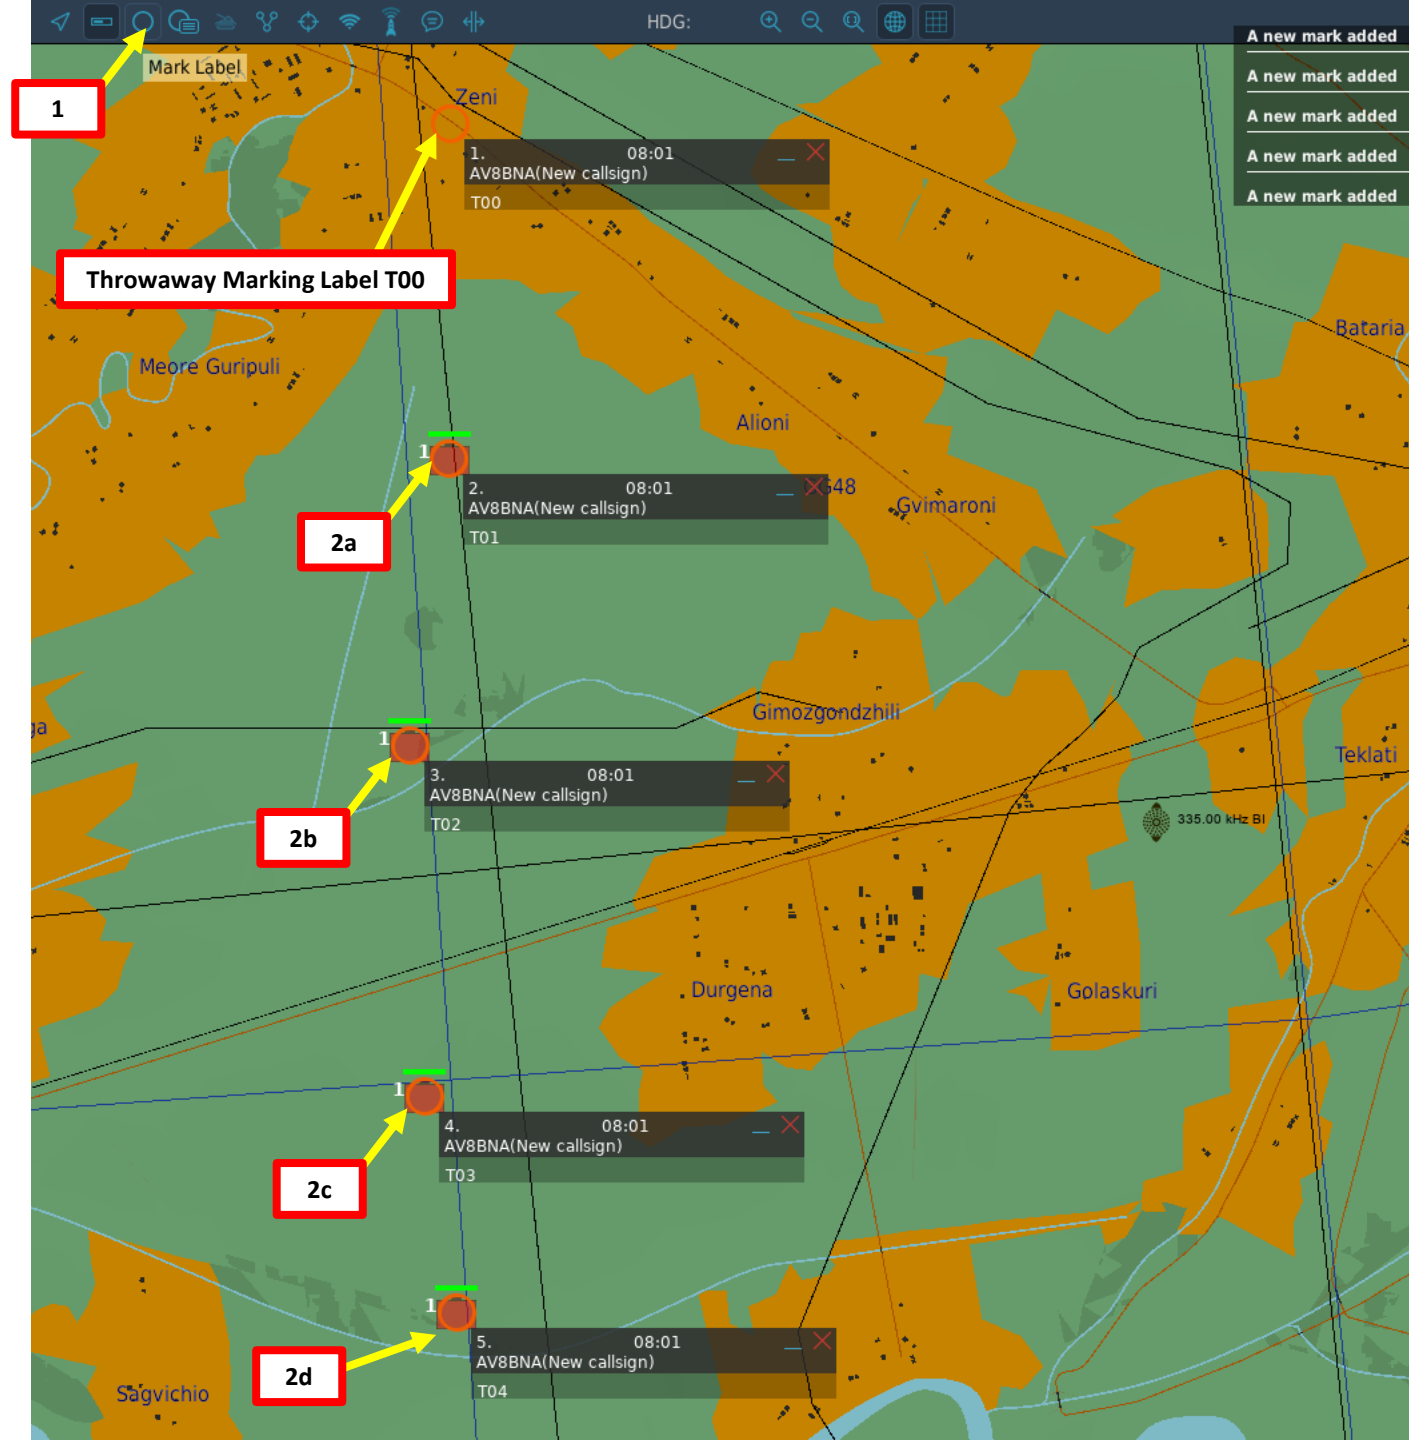 HDG:
A new mark added
A new mark added
A new mark added
A new mark added
A new mark added
Mark Label
1
Zeni
1. 08:01
AV8BNA(New callsign)
T00
Throwaway Marking Label T00
Bataria
Meore Guripuli
Alioni
1
2. 08:01
AV8BNA(New callsign)
T01
G48
Gvimaroni
2a
Gimozgondzhili
ga
1
Teklati
3. 08:01
AV8BNA(New callsign)
T02
335.00 kHz BI
2b
Durgena
Golaskuri
1
4. 08:01
AV8BNA(New callsign)
T03
2c
1
5. 08:01
AV8BNA(New callsign)
T04
2d
Sagvichio